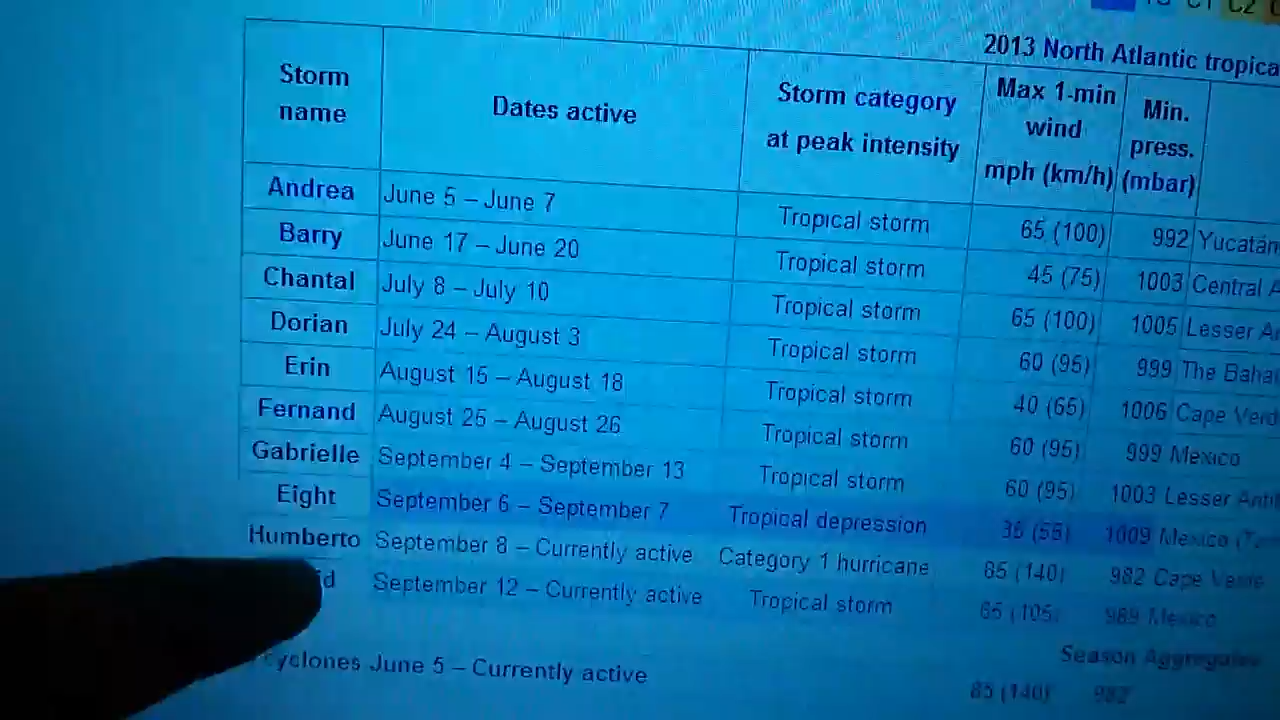 TS C1 C2
2013 North Atlantic tropica
Storm name Dates active Storm category at peak intensity Max 1-min wind mph (km/h) Min. press. (mbar)
Andrea June 5 – June 7 Tropical storm 65 (100) 992 Yucatán
Barry June 17 – June 20 Tropical storm 45 (75) 1003 Central A
Chantal July 8 – July 10 Tropical storm 65 (100) 1005 Lesser An
Dorian July 24 – August 3 Tropical storm 60 (95) 999 The Baha
Erin August 15 – August 18 Tropical storm 40 (65) 1006 Cape Verd
Fernand August 25 – August 26 Tropical storm 60 (95) 999 Mexico
Gabrielle September 4 – September 13 Tropical storm 60 (95) 1003 Lesser Anti
Eight September 6 – September 7 Tropical depression 35 (55) 1009 Mexico
Humberto September 8 – Currently active Category 1 hurricane 85 (140) 982 Cape Verde
id September 12 – Currently active Tropical storm 65 (105) 989 Mexico
Season Aggregates
cyclones June 5 – Currently active 85 (140) 982